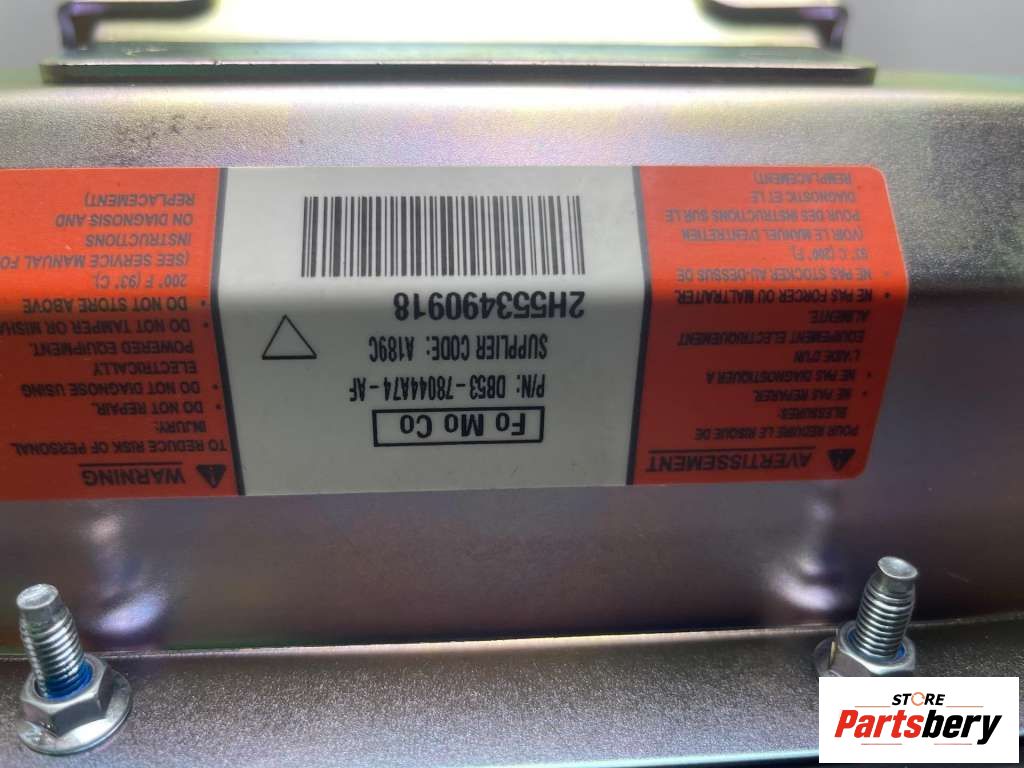 Fo Mo Co
P/N: DB53-78044A74-AF
SUPPLIER CODE: A189C
2H553490918
WARNING
TO REDUCE RISK OF PERSONAL
INJURY:
• DO NOT REPAIR.
• DO NOT DIAGNOSE USING
ELECTRICALLY
POWERED EQUIPMENT.
• DO NOT TAMPER OR
• DO NOT STORE ABOVE
200° F (93° C).
(SEE SERVICE MANUAL
INSTRUCTIONS
ON DIAGNOSIS AND
REPLACEMENT)
AVERTISSEMENT
POUR REDUIRE LE RISQUE DE
BLESSURES:
• NE PAS REPARER.
• NE PAS DIAGNOSTIQUER A
L'AIDE D'UN
EQUIPEMENT ELECTRIQUEMENT
ALIMENTE.
• NE PAS FORCER OU MALTRAITER.
• NE PAS STOCKER AU-DESSUS DE
93° C (200° F).
(VOIR LE MANUEL D'ENTRETIEN
POUR DES INSTRUCTIONS SUR LE
DIAGNOSTIC ET LE
REMPLACEMENT)
STORE
Partsbery